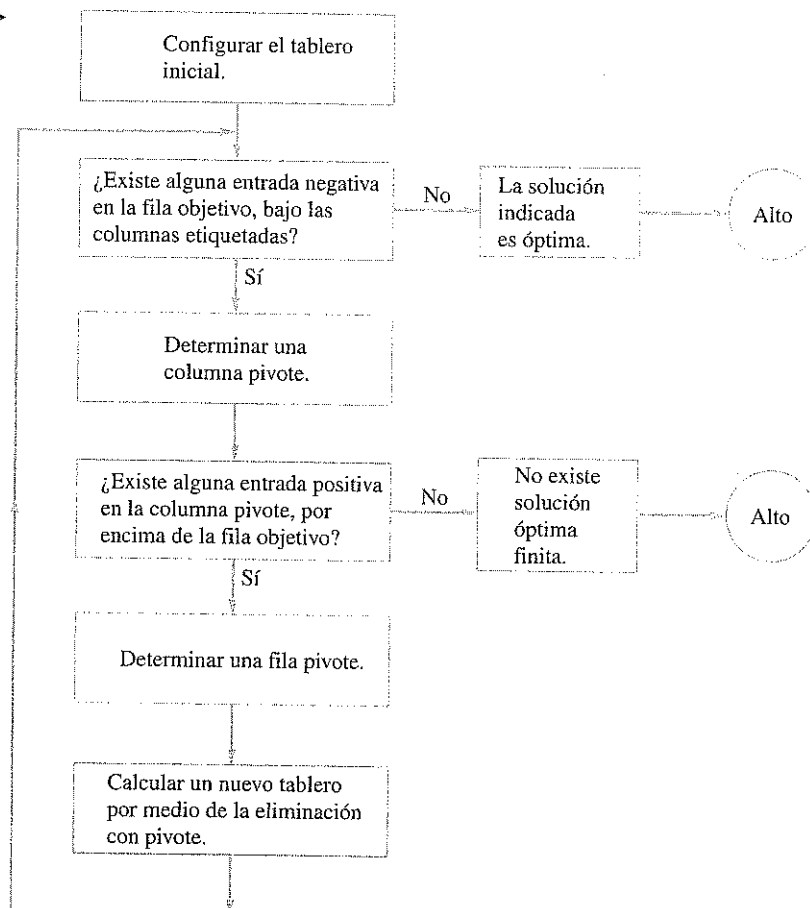 Configurar el tablero
inicial.
¿Existe alguna entrada negativa
en la fila objetivo, bajo las
columnas etiquetadas?
No
La solución
indicada
es óptima.
Alto
Sí
Determinar una
columna pivote.
¿Existe alguna entrada positiva
en la columna pivote, por
encima de la fila objetivo?
No
No existe
solución
óptima
finita.
Alto
Sí
Determinar una fila pivote.
Calcular un nuevo tablero
por medio de la eliminación
con pivote.